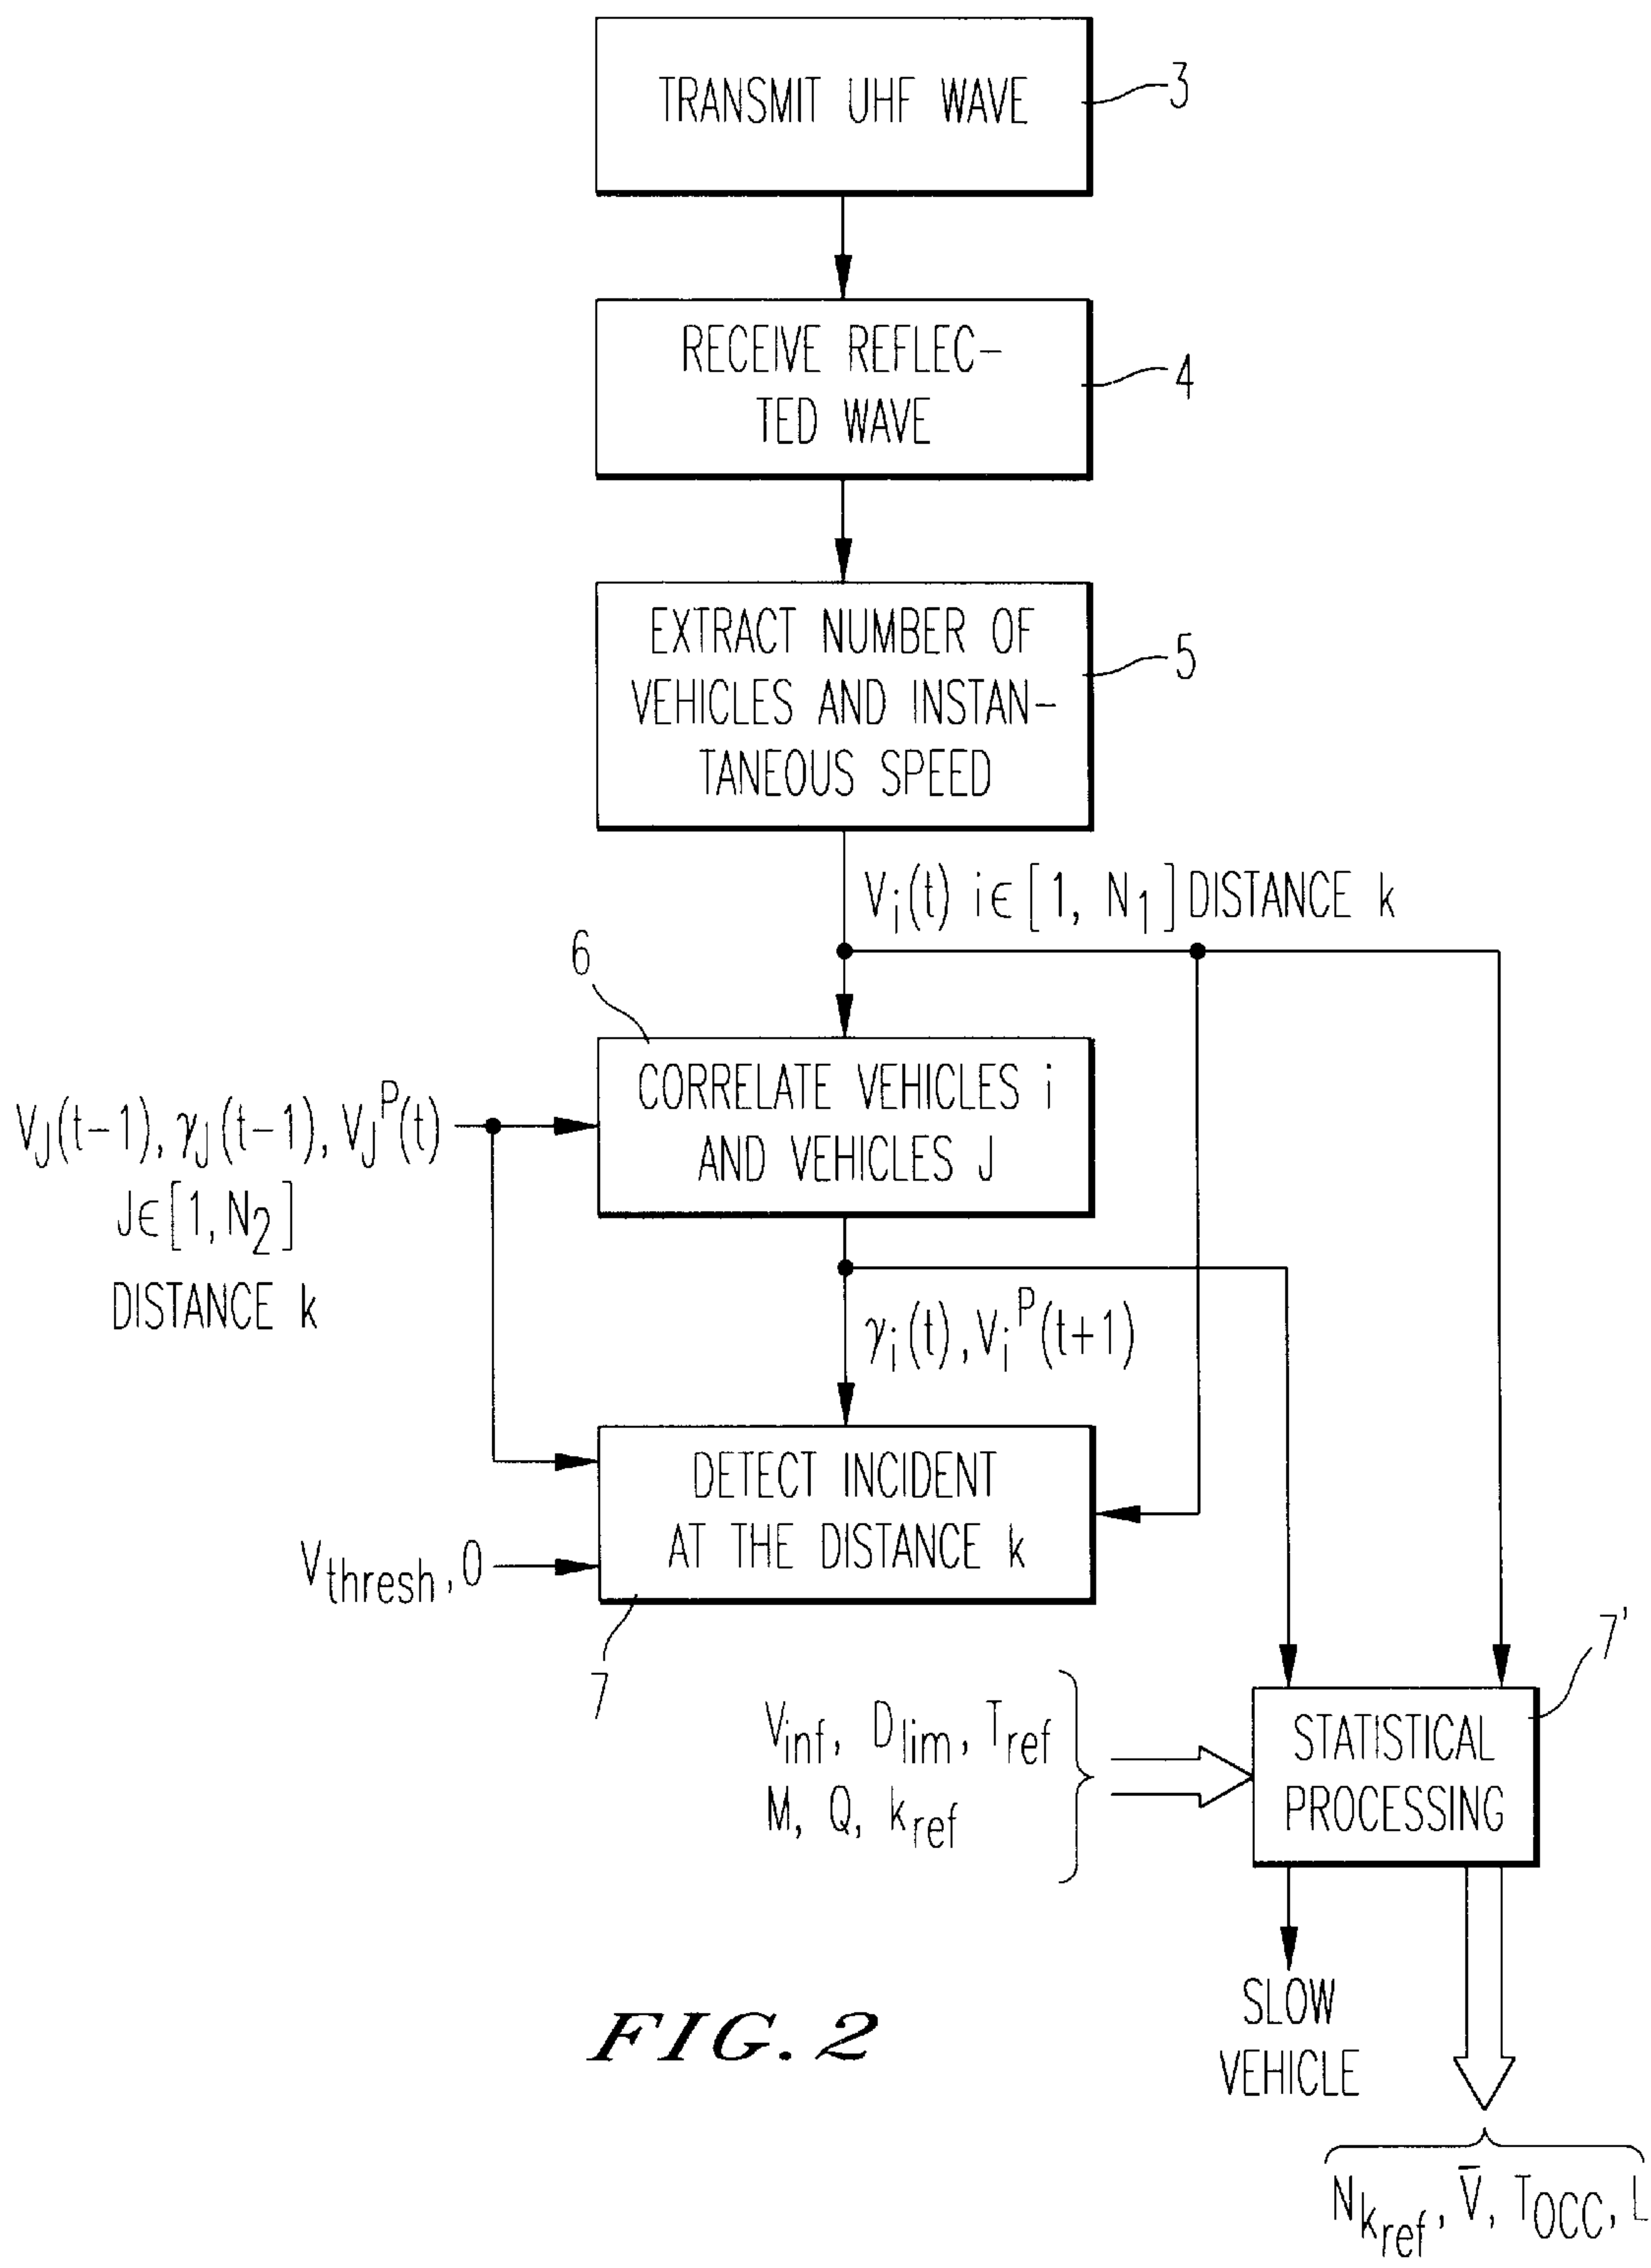 TRANSMIT UHF WAVE
3
RECEIVE REFLEC-
TED WAVE
4
EXTRACT NUMBER OF
VEHICLES AND INSTAN-
TANEOUS SPEED
5
V_i(t) i∈[1, N_1] DISTANCE k
6
CORRELATE VEHICLES i
AND VEHICLES J
V_J(t-1), γ_J(t-1), V_J^P(t)
J∈[1, N_2]
DISTANCE k
γ_i(t), V_i^P(t+1)
DETECT INCIDENT
AT THE DISTANCE k
V_thresh, 0
7
7'
V_inf, D_lim, T_ref
M, Q, k_ref
STATISTICAL
PROCESSING
SLOW
VEHICLE
FIG. 2
N_k_ref, V̄, T_OCC, L